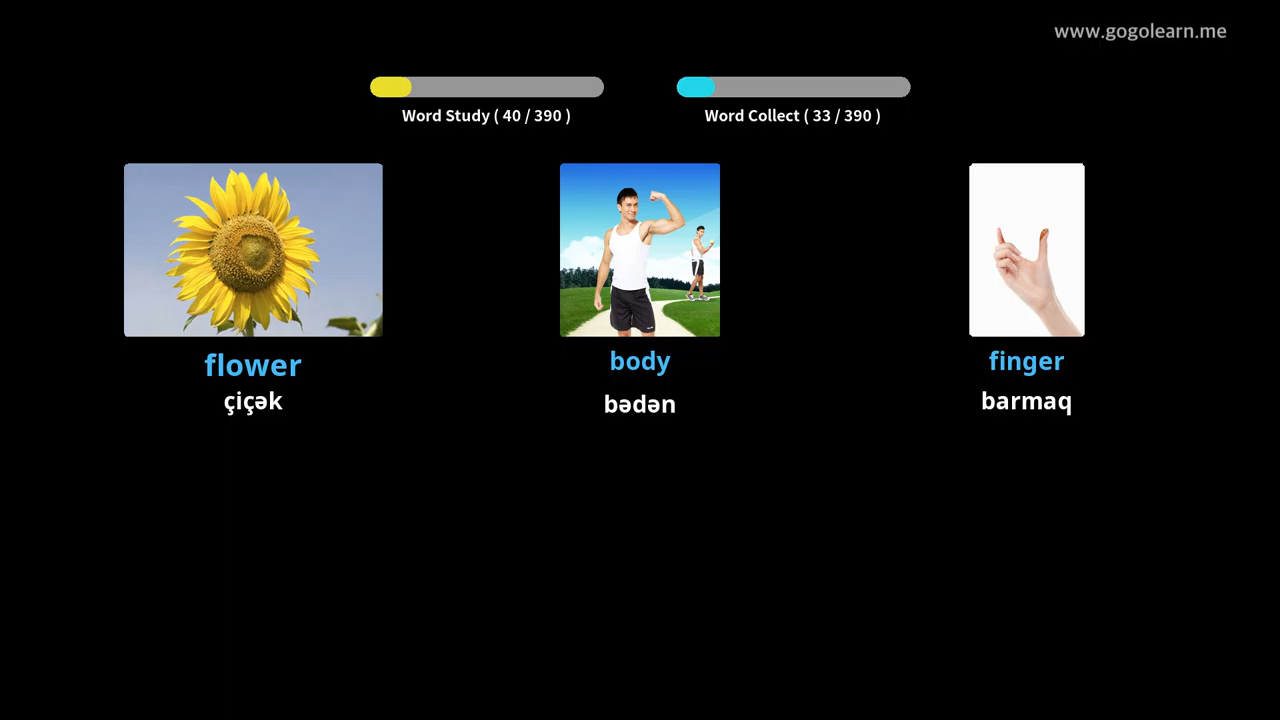 www.gogolearn.me
Word Study ( 40 / 390 )
Word Collect ( 33 / 390 )
flower
çiçək
body
bədən
finger
barmaq